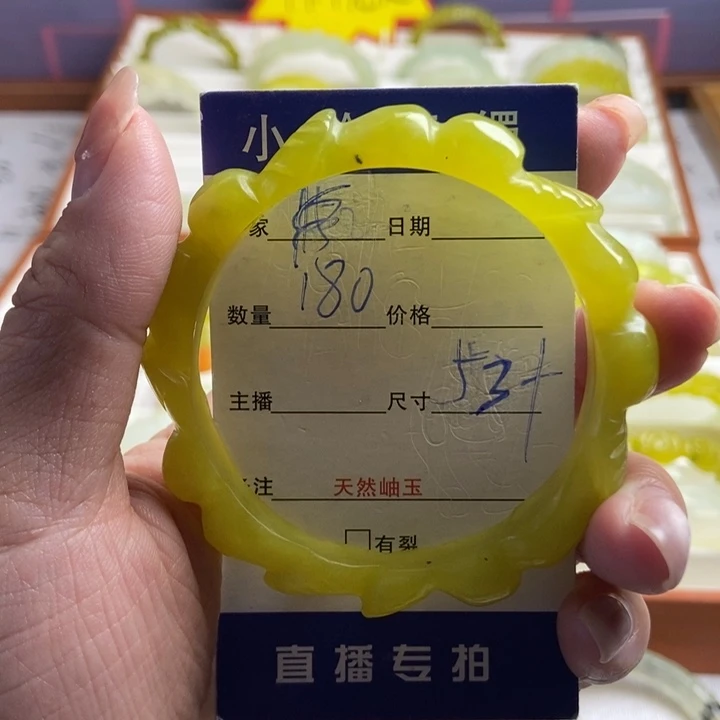 小
家 日期
180
数量 价格
53+
主播 尺寸
注 天然岫玉
有裂
直播专拍